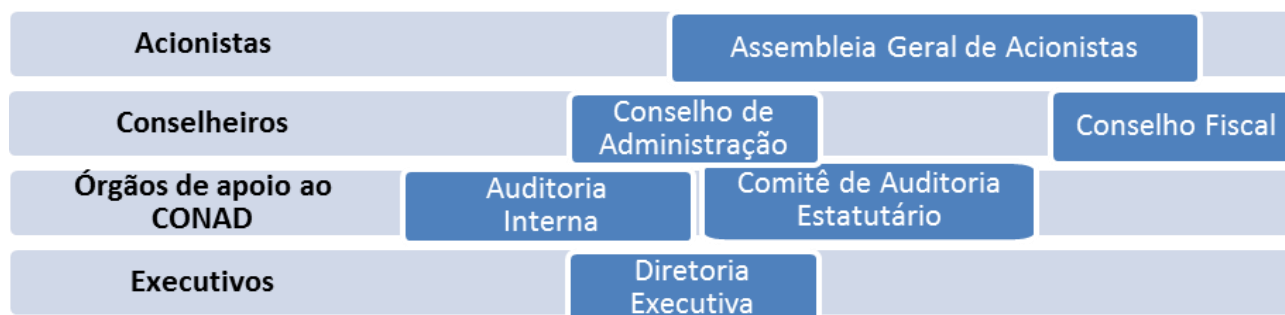 Acionistas
Assembleia Geral de Acionistas
Conselheiros
Conselho de
Administração
Conselho Fiscal
Órgãos de apoio ao
CONAD
Auditoria
Interna
Comitê de Auditoria
Estatutário
Executivos
Diretoria
Executiva